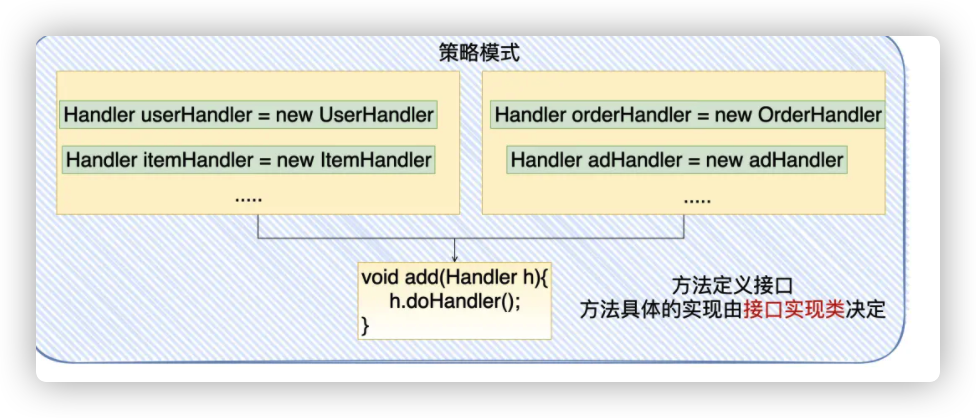 策略模式
Handler userHandler = new UserHandler
Handler itemHandler = new ItemHandler
.....
Handler orderHandler = new OrderHandler
Handler adHandler = new adHandler
.....
void add(Handler h){
h.doHandler();
}
方法定义接口
方法具体的实现由接口实现类决定